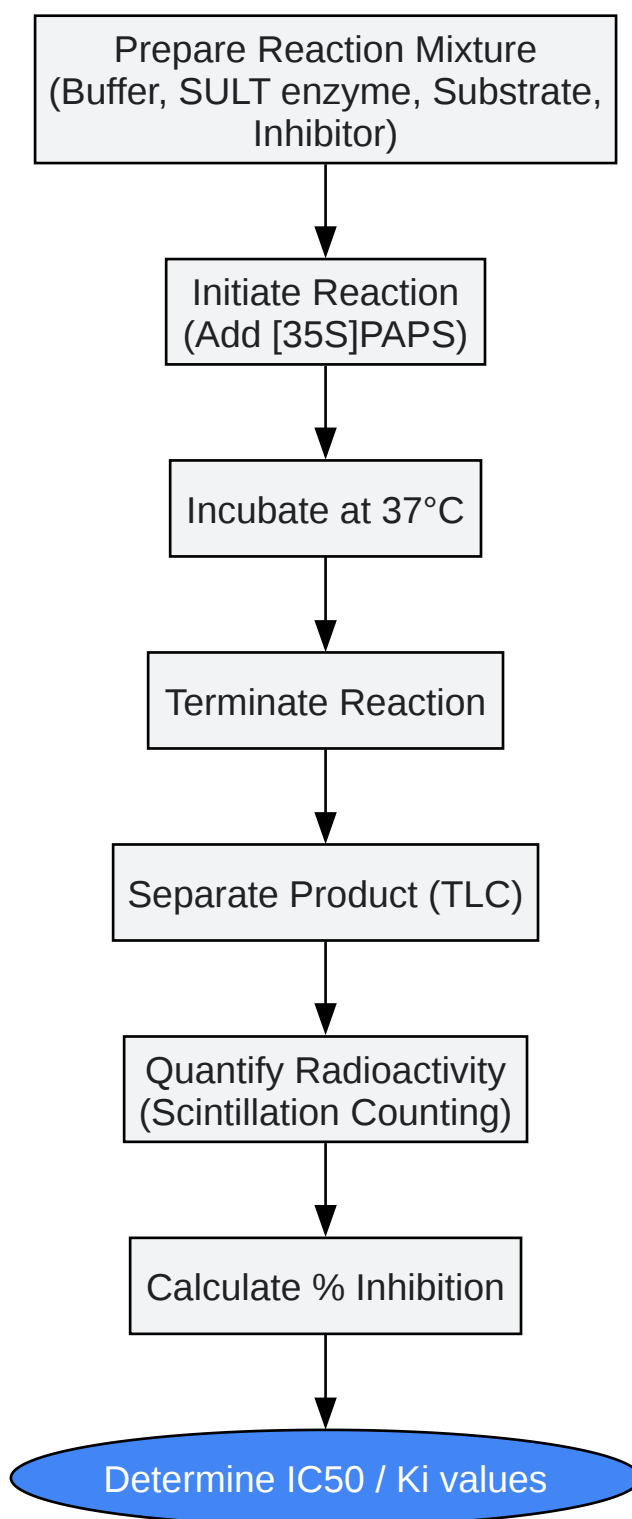 Prepare Reaction Mixture
(Buffer, SULT enzyme, Substrate,
Inhibitor)
Initiate Reaction
(Add [35S]PAPS)
Incubate at 37°C
Terminate Reaction
Separate Product (TLC)
Quantify Radioactivity
(Scintillation Counting)
Calculate % Inhibition
Determine IC50 / Ki values